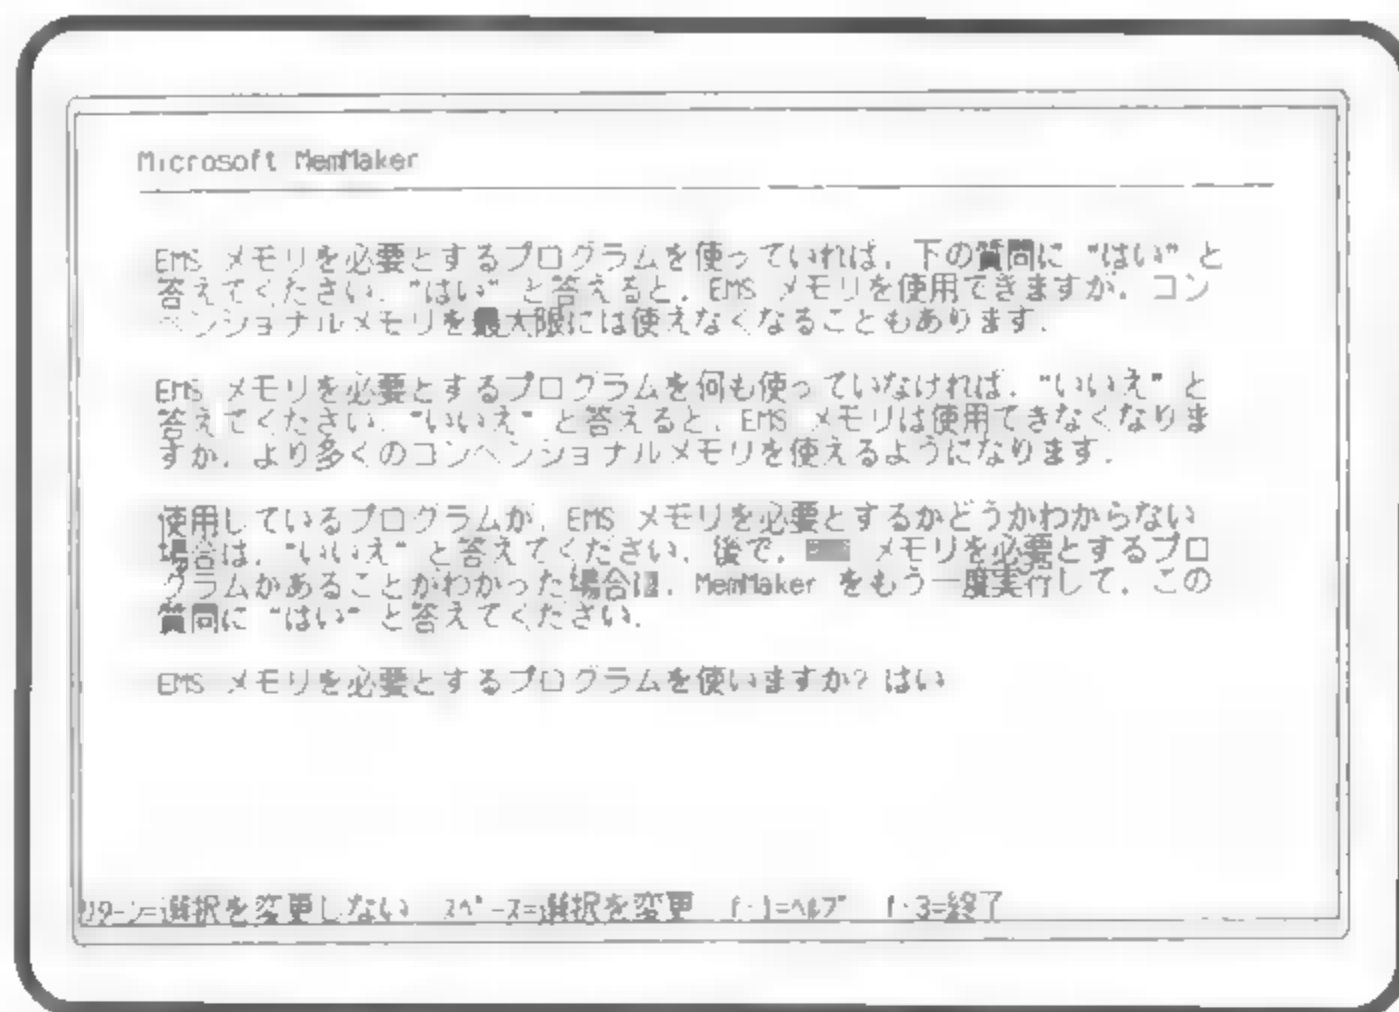 Microsoft MemMaker
EMS メモリを必要とするプログラムを使っていれば、下の質問に "はい" と
答えてください. "はい" と答えると、EMS メモリを使用できますが、コン
ベンショナルメモリを最大限には使えなくなることもあります.
EMS メモリを必要とするプログラムを何も使っていなければ、"いいえ" と
答えてください. "いいえ" と答えると、EMS メモリは使用できなくなりま
すが、より多くのコンベンショナルメモリを使えるようになります.
使用しているプログラムが、EMS メモリを必要とするかどうかわからない
場合は、"いいえ" と答えてください. 後で、メモリを必要とするプロ
グラムがあることがわかった場合は、MemMaker をもう一度実行して、この
質問に "はい" と答えてください.
EMS メモリを必要とするプログラムを使いますか? はい
ﾘﾀｰﾝ=選択を変更しない ｽﾍﾟｰｽ=選択を変更 f･1=ﾍﾙﾌﾟ f･3=終了